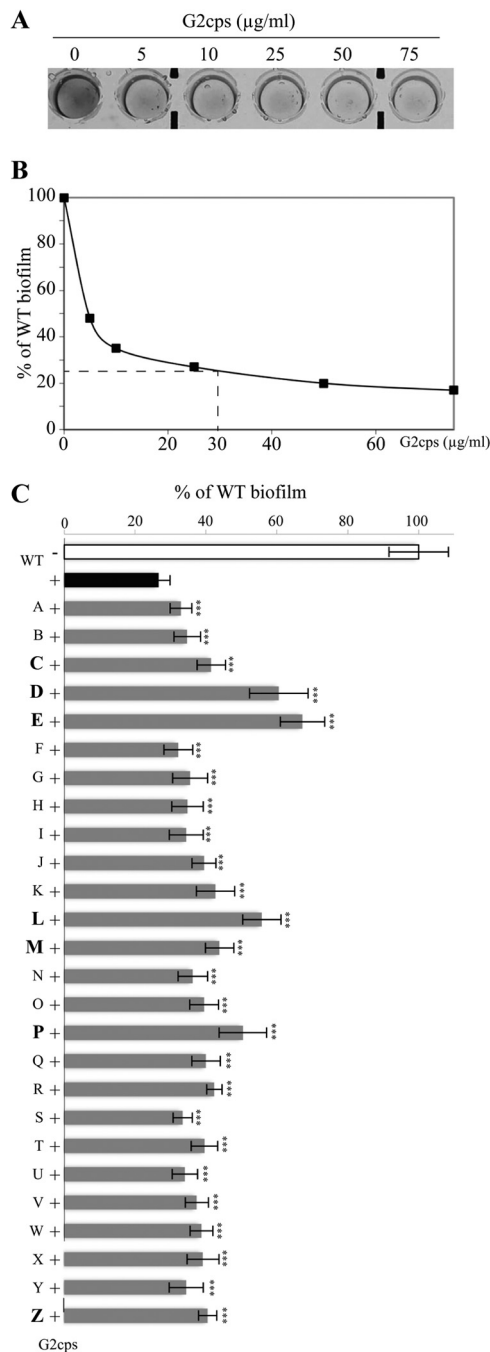 A
G2cps (µg/ml)
0 5 10 25 50 75
B
100
80
60
40
20
0
% of WT biofilm
0 20 30 40 60 G2cps (µg/ml)
C
% of WT biofilm
0 20 40 60 80 100
WT -
+
A + ***
B + ***
C + ***
D + ***
E + ***
F + ***
G + ***
H + ***
I + ***
J + ***
K + ***
L + ***
M + ***
N + ***
O + ***
P + ***
Q + ***
R + ***
S + ***
T + ***
U + ***
V + ***
W + ***
X + ***
Y + ***
Z + ***
G2cps